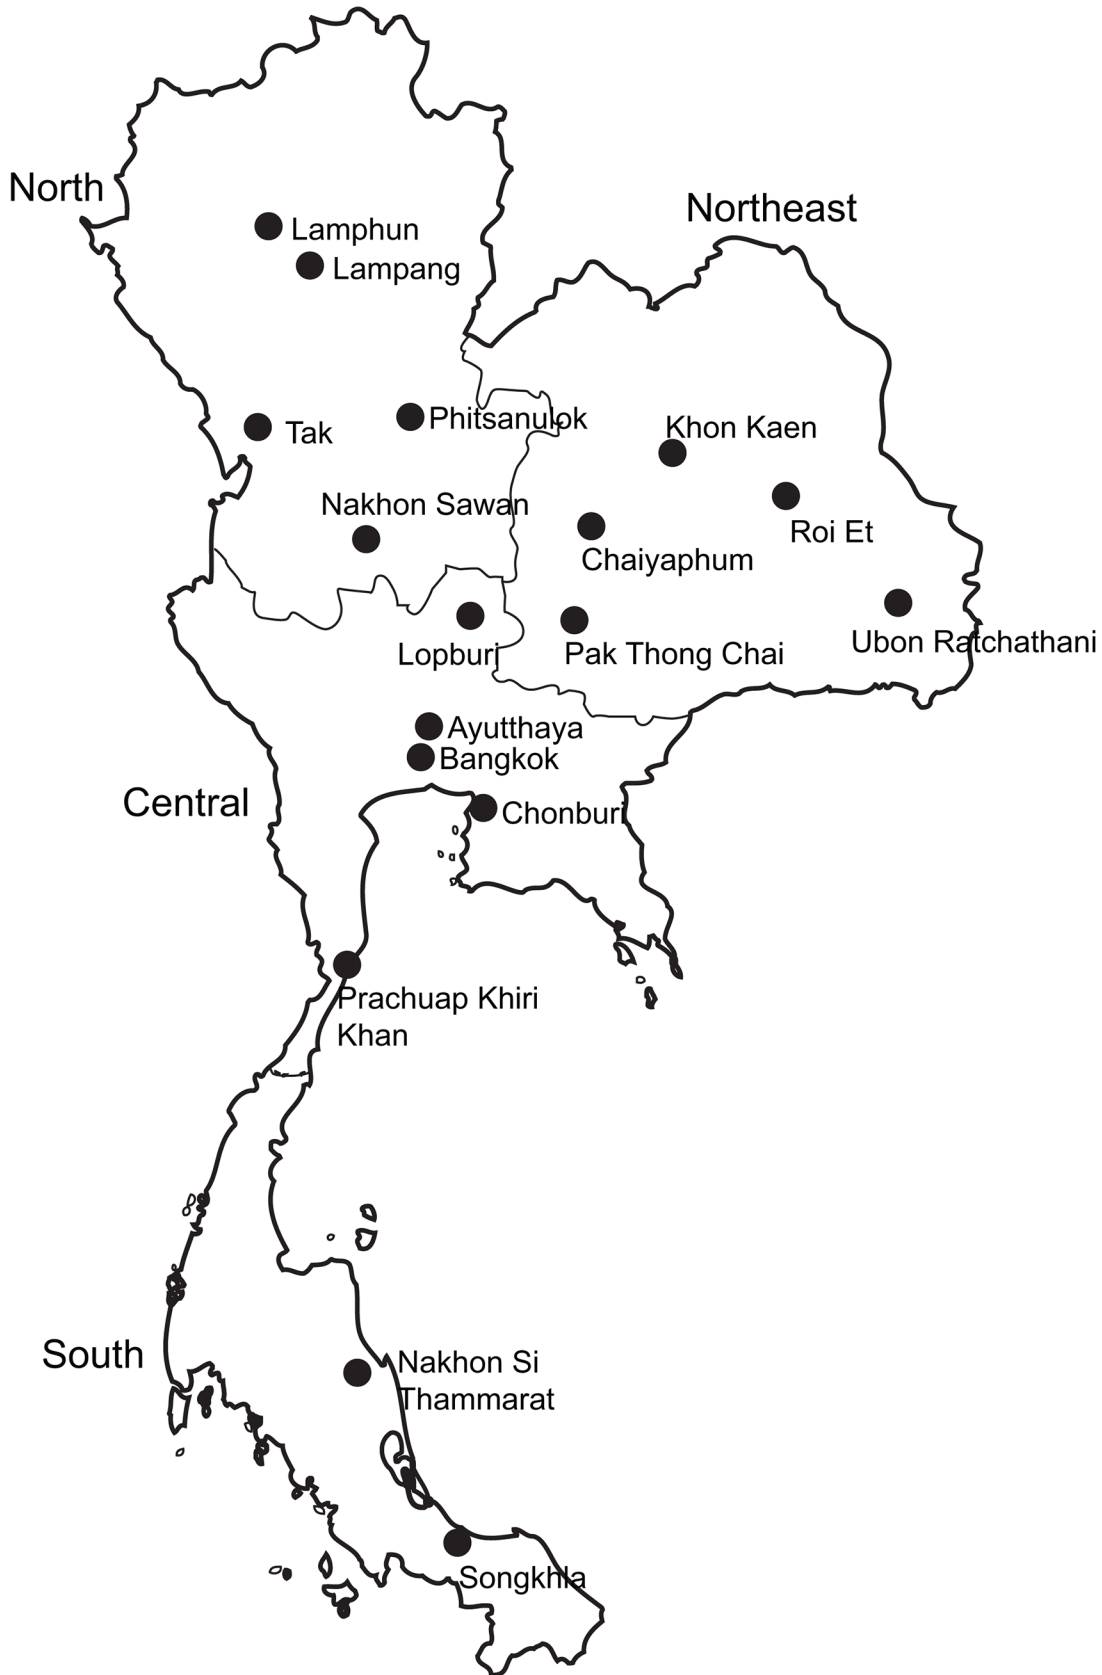 North
Northeast
Lamphun
Lampang
Tak
Phitsanulok
Khon Kaen
Nakhon Sawan
Roi Et
Chaiyaphum
Lopburi
Pak Thong Chai
Ubon Ratchathani
Ayutthaya
Bangkok
Central
Chonburi
Prachuap Khiri
Khan
South
Nakhon Si
Thammarat
Songkhla